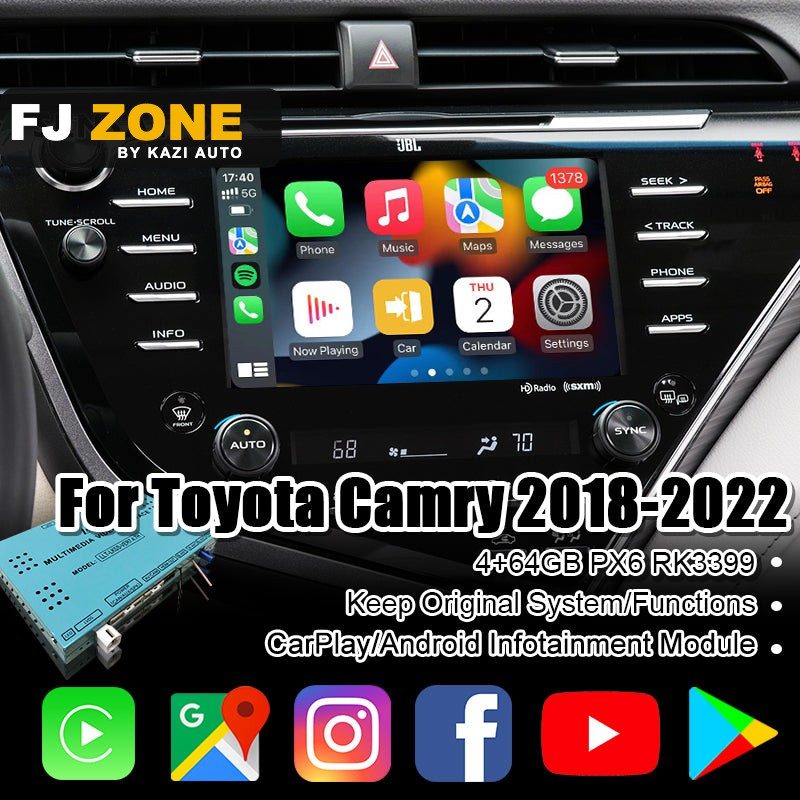 FJ ZONE
BY KAZI AUTO
JBL
HOME
TUNE·SCROLL
MENU
AUDIO
INFO
17:40
5G
1378
Phone
Music
Maps
Messages
THU
2
Now Playing
Car
Calendar
Settings
SEEK >
< TRACK
PHONE
APPS
PASS
AIRBAG
OFF
HD Radio ((sxm))
FRONT
AUTO
68
70
SYNC
For Toyota Camry 2018-2022
4+64GB PX6 RK3399 •
Keep Original System/Functions •
CarPlay/Android Infotainment Module •
MODEL:
G